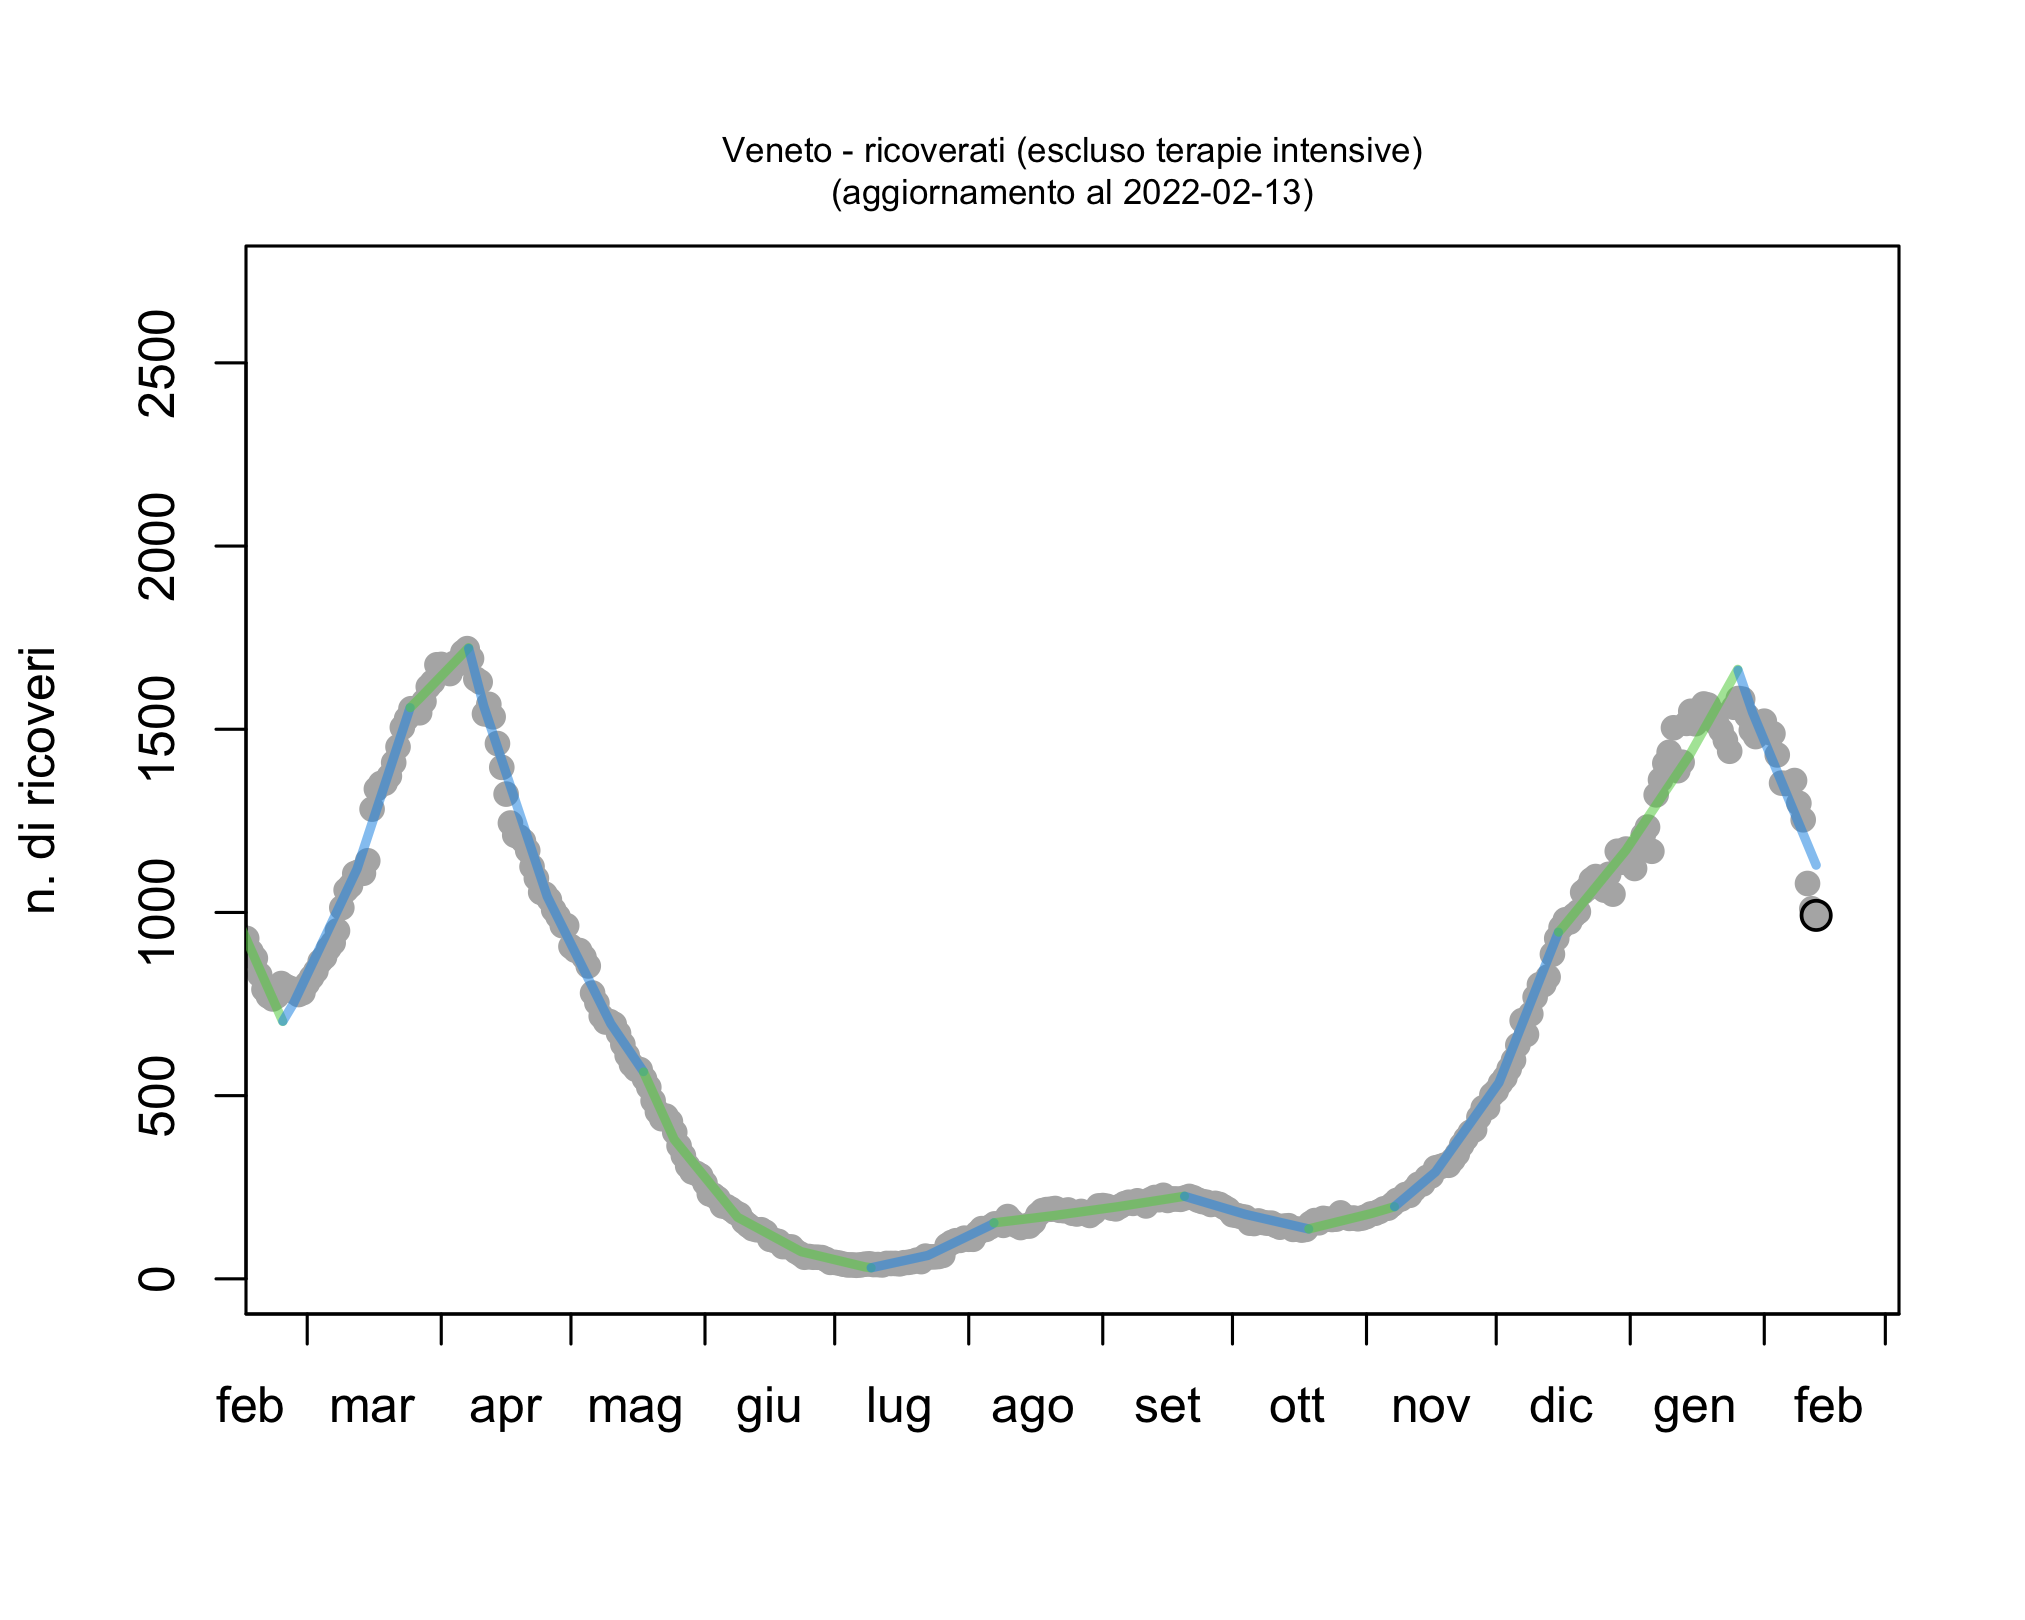 Veneto - ricoverati (escluso terapie intensive)
(aggiornamento al 2022-02-13)
n. di ricoveri
2500
2000
1500
1000
500
0
feb mar apr mag giu lug ago set ott nov dic gen feb